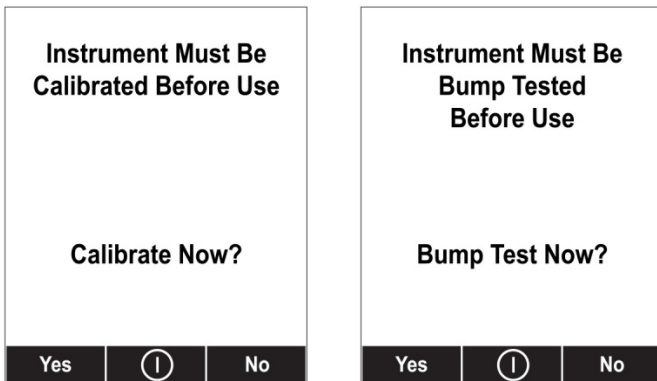 Instrument Must Be
Calibrated Before Use
Calibrate Now?
Yes
No
Instrument Must Be
Bump Tested
Before Use
Bump Test Now?
Yes
No